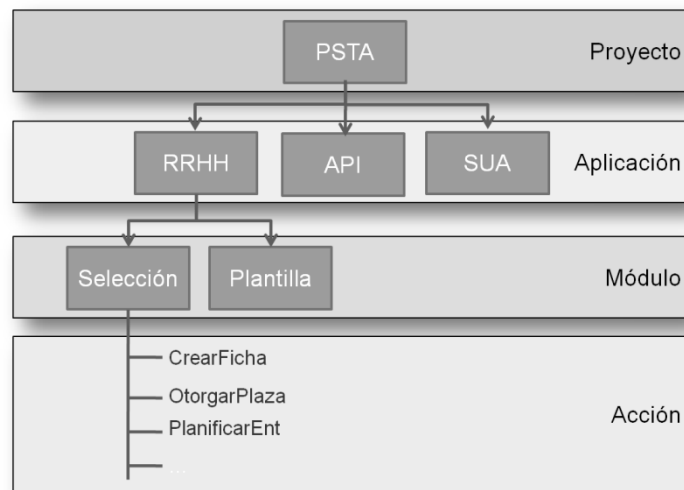 PSTA
Proyecto
RRHH
API
SUA
Aplicación
Selección
Plantilla
Módulo
CrearFicha
OtorgarPlaza
PlanificarEnt
...
Acción